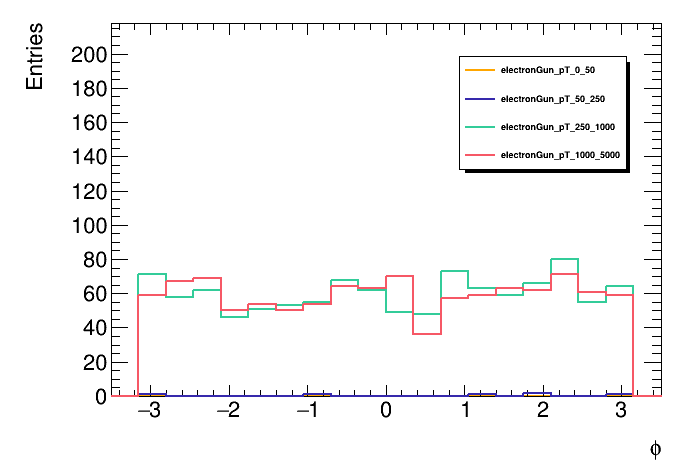 Entries
200
180
160
140
120
100
80
60
40
20
0
−3 −2 −1 0 1 2 3
ϕ
electronGun_pT_0_50
electronGun_pT_50_250
electronGun_pT_250_1000
electronGun_pT_1000_5000